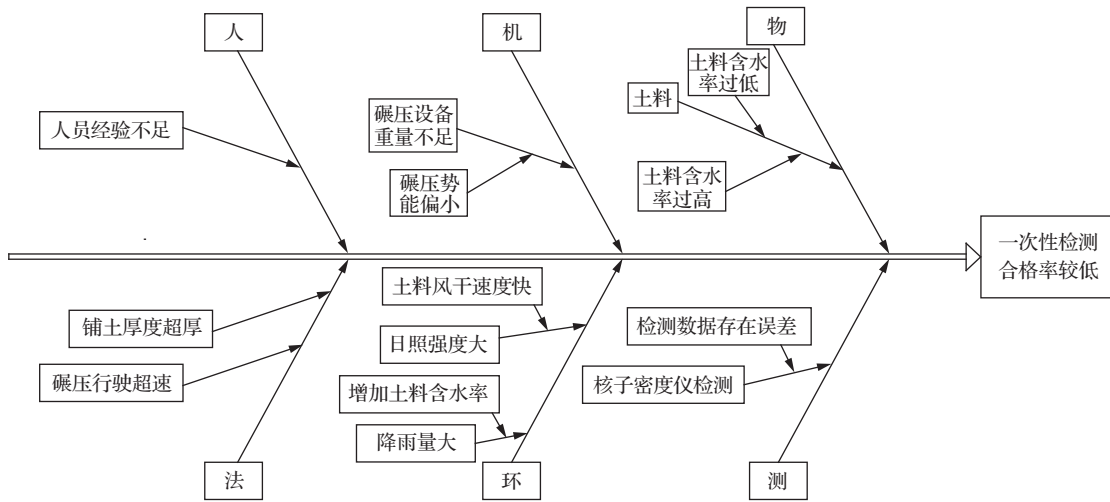 人
机
物
土料含水
率过低
土料
人员经验不足
碾压设备
重量不足
碾压势
能偏小
土料含水
率过高
一次性检测
合格率较低
土料风干速度快
铺土厚度超厚
日照强度大
检测数据存在误差
碾压行驶超速
增加土料含水率
核子密度仪检测
降雨量大
法
环
测